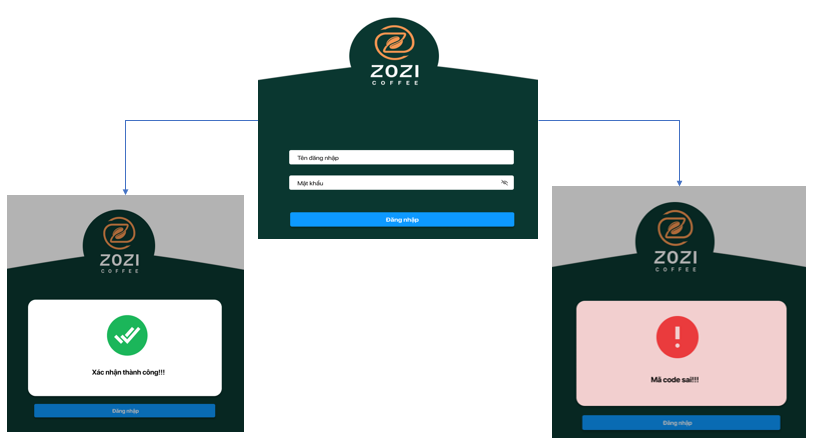 ZOZI
COFFEE
Tên đăng nhập
Mật khẩu
Đăng nhập
ZOZI
COFFEE
Xác nhận thành công!!!
Đăng nhập
ZOZI
COFFEE
Mã code sai!!!
Đăng nhập